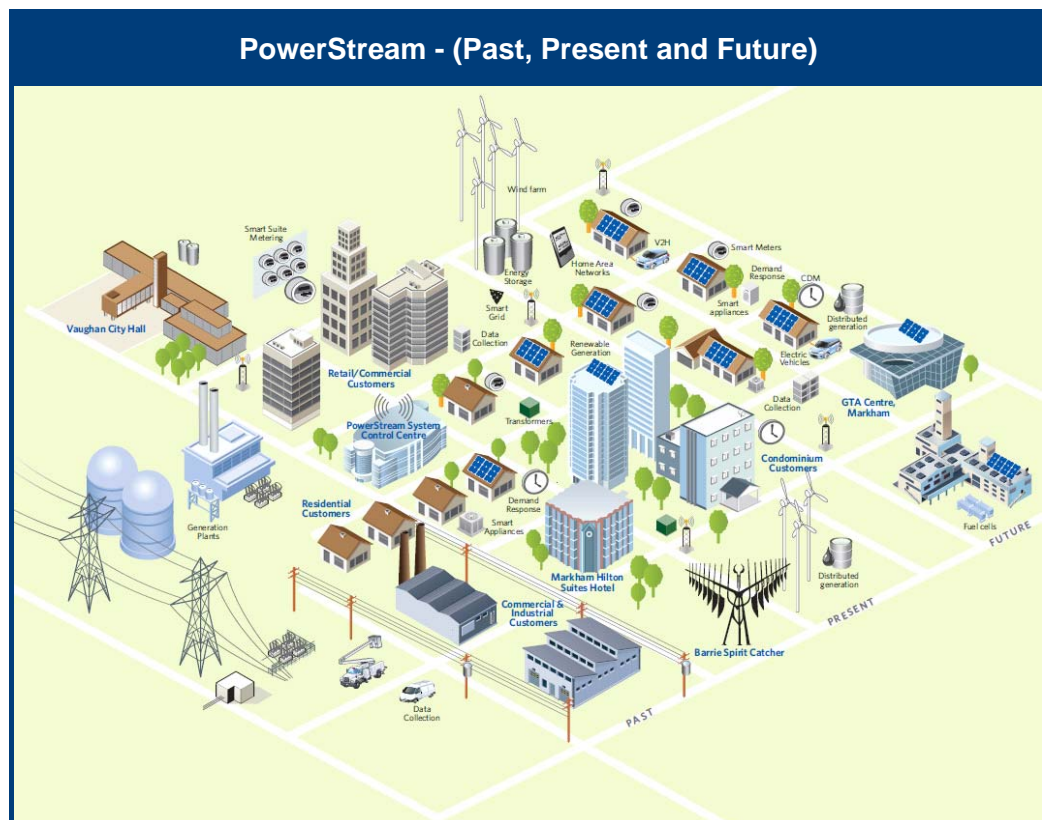 PowerStream - (Past, Present and Future)
Wind farm
Smart Suite
Metering
V2H
Smart Meters
Home Area
Networks
Energy
Storage
Demand
Response
CDM
Smart
appliances
Distributed
generation
Vaughan City Hall
Smart
Grid
Data
Collection
Renewable
Generation
Electric
Vehicles
Retail/Commercial
Customers
Data
Collection
GTA Centre,
Markham
PowerStream System
Control Centre
Transformers
Condominium
Customers
Residential
Customers
Demand
Response
Smart
Appliances
Generation
Plants
Fuel cells
FUTURE
Markham Hilton
Suites Hotel
Distributed
generation
Commercial &
Industrial
Customers
PRESENT
Barrie Spirit Catcher
Data
Collection
PAST